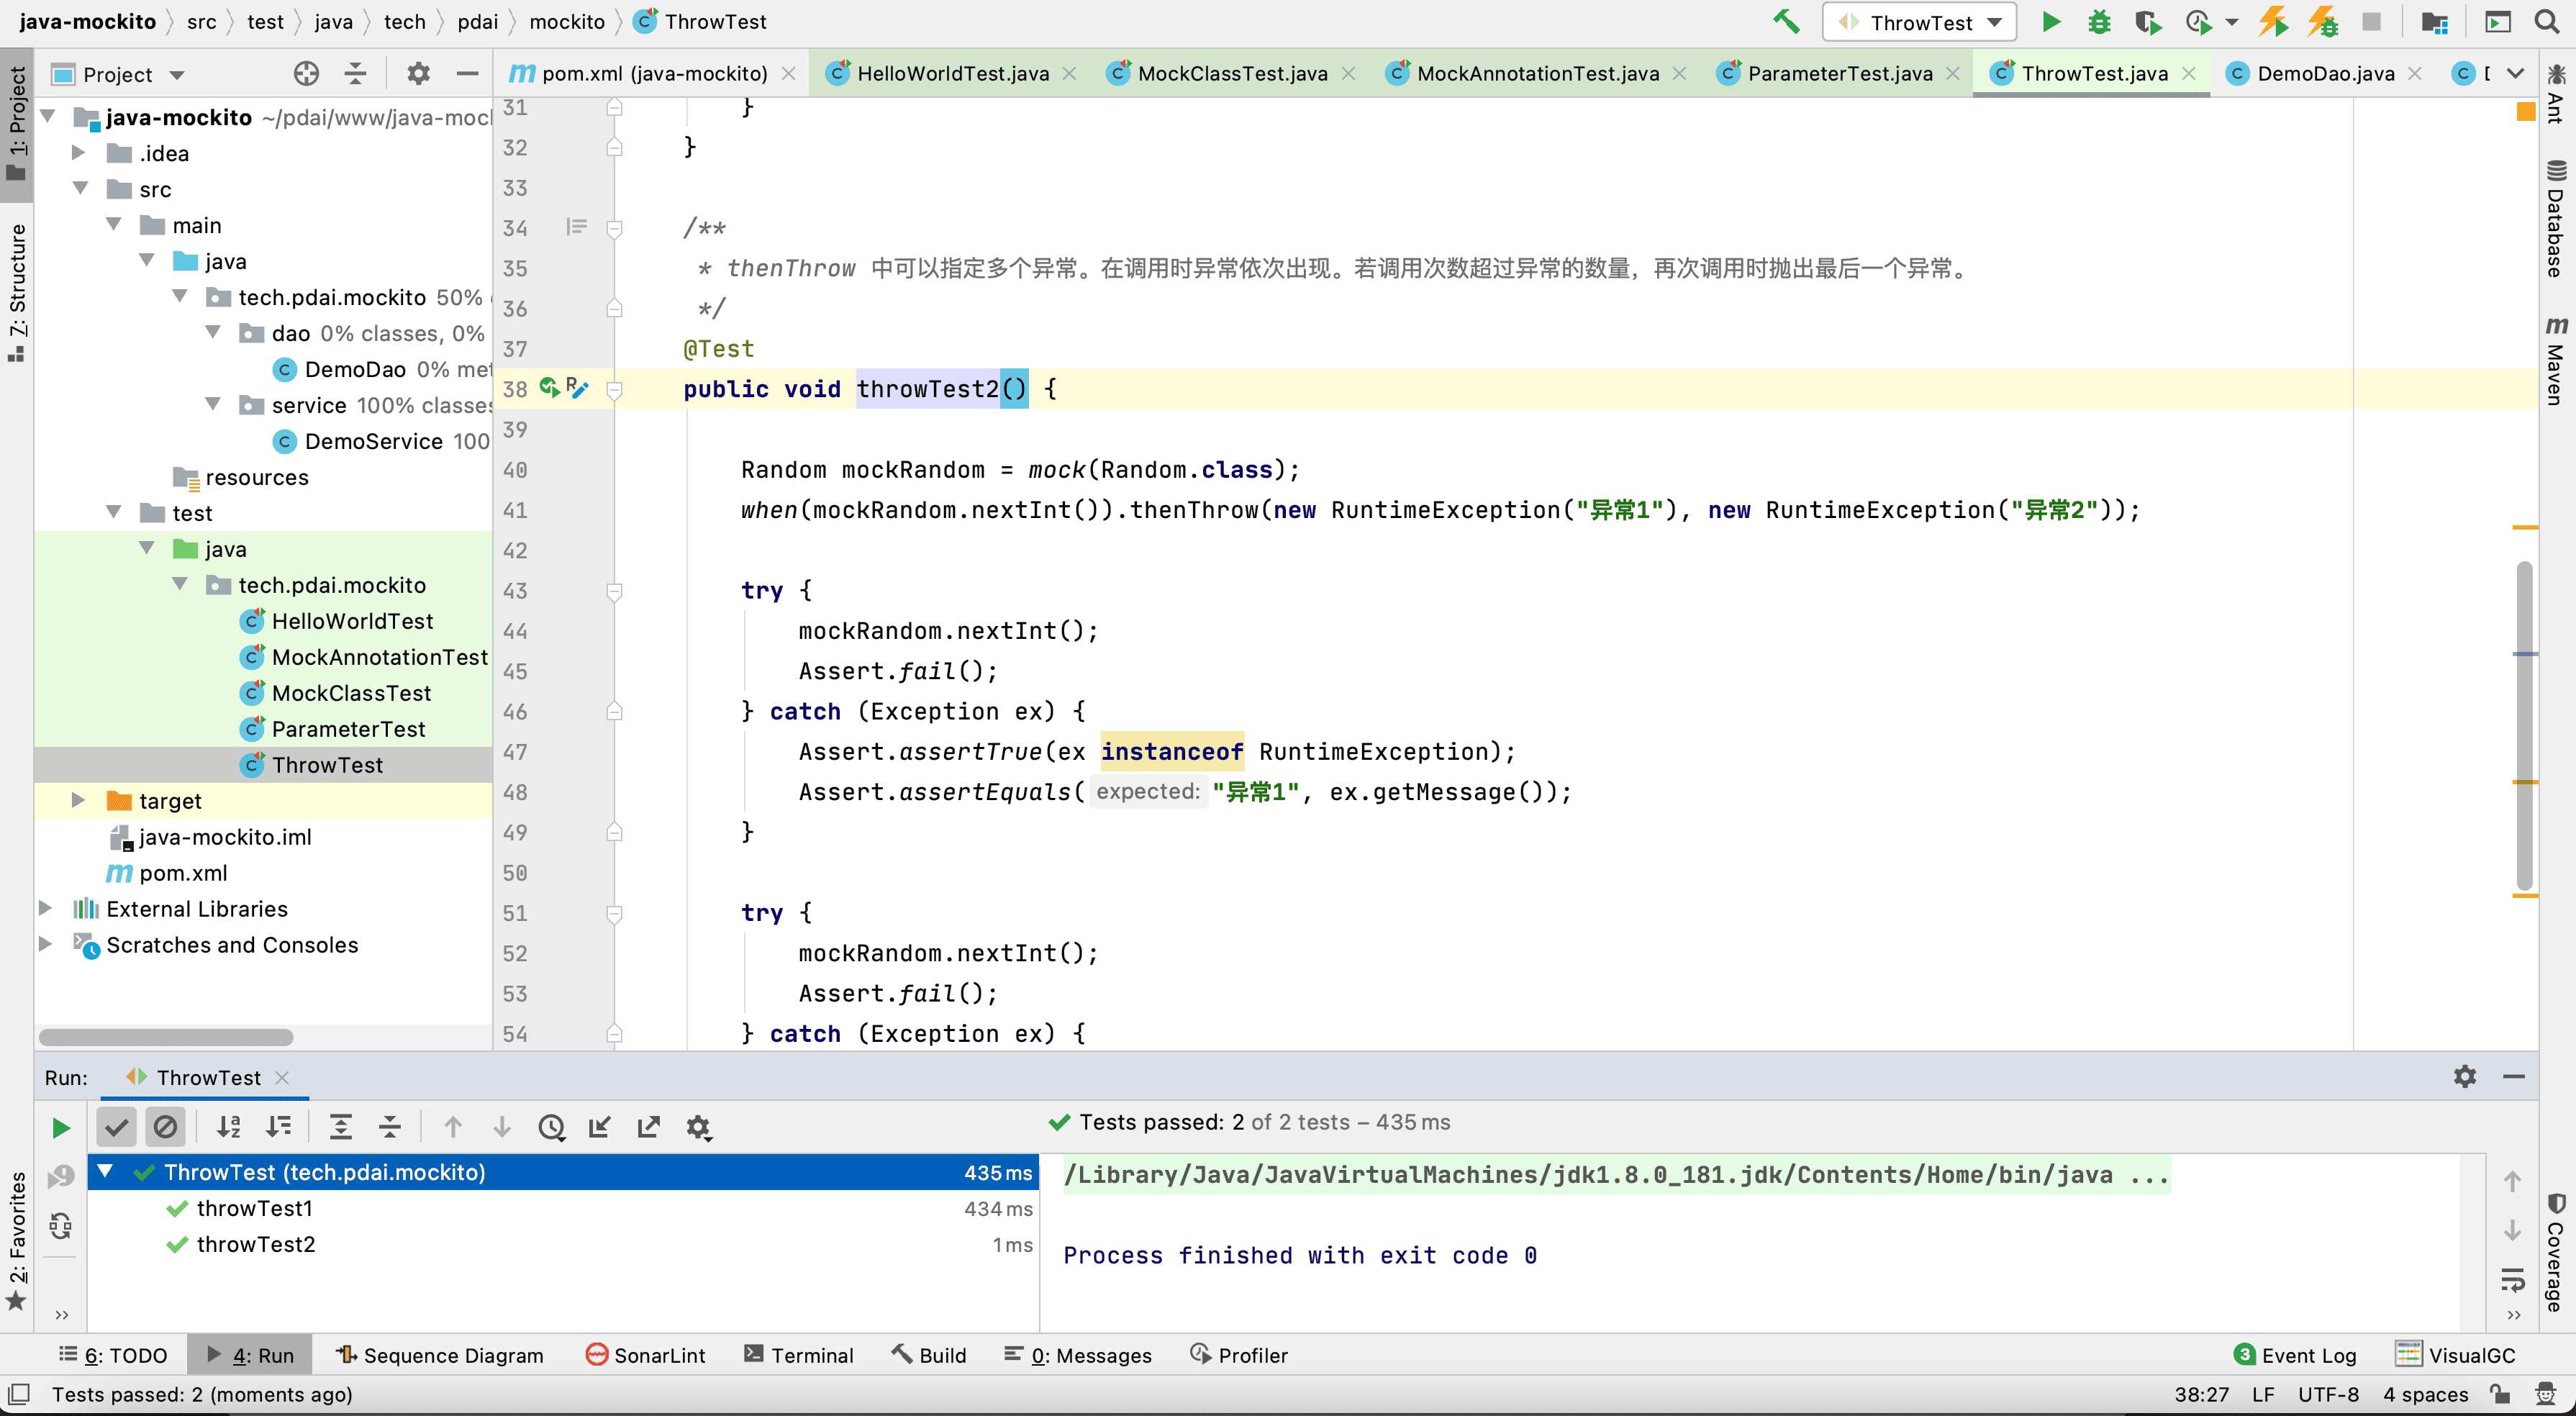 java-mockito src test java tech pdai mockito ThrowTest
ThrowTest
1: Project
Z: Structure
2: Favorites
Project
pom.xml (java-mockito) HelloWorldTest.java MockClassTest.java MockAnnotationTest.java ParameterTest.java ThrowTest.java DemoDao.java
java-mockito ~/pdai/www/java-moc
.idea
src
main
java
tech.pdai.mockito 50%
dao 0% classes, 0%
DemoDao 0% met
service 100% classes
DemoService 100
resources
test
java
tech.pdai.mockito
HelloWorldTest
MockAnnotationTest
MockClassTest
ParameterTest
ThrowTest
target
java-mockito.iml
pom.xml
External Libraries
Scratches and Consoles
31 }
32 }
33
34 /**
35 * thenThrow 中可以指定多个异常。在调用时异常依次出现。若调用次数超过异常的数量，再次调用时抛出最后一个异常。
36 */
37 @Test
38 public void throwTest2() {
39
40 Random mockRandom = mock(Random.class);
41 when(mockRandom.nextInt()).thenThrow(new RuntimeException("异常1"), new RuntimeException("异常2"));
42
43 try {
44 mockRandom.nextInt();
45 Assert.fail();
46 } catch (Exception ex) {
47 Assert.assertTrue(ex instanceof RuntimeException);
48 Assert.assertEquals( expected: "异常1", ex.getMessage());
49 }
50
51 try {
52 mockRandom.nextInt();
53 Assert.fail();
54 } catch (Exception ex) {
Ant
Database
Maven
Coverage
Run: ThrowTest
Tests passed: 2 of 2 tests – 435 ms
ThrowTest (tech.pdai.mockito) 435 ms
throwTest1 434 ms
throwTest2 1 ms
/Library/Java/JavaVirtualMachines/jdk1.8.0_181.jdk/Contents/Home/bin/java ...
Process finished with exit code 0
6: TODO 4: Run Sequence Diagram SonarLint Terminal Build 0: Messages Profiler 3 Event Log VisualGC
Tests passed: 2 (moments ago) 38:27 LF UTF-8 4 spaces